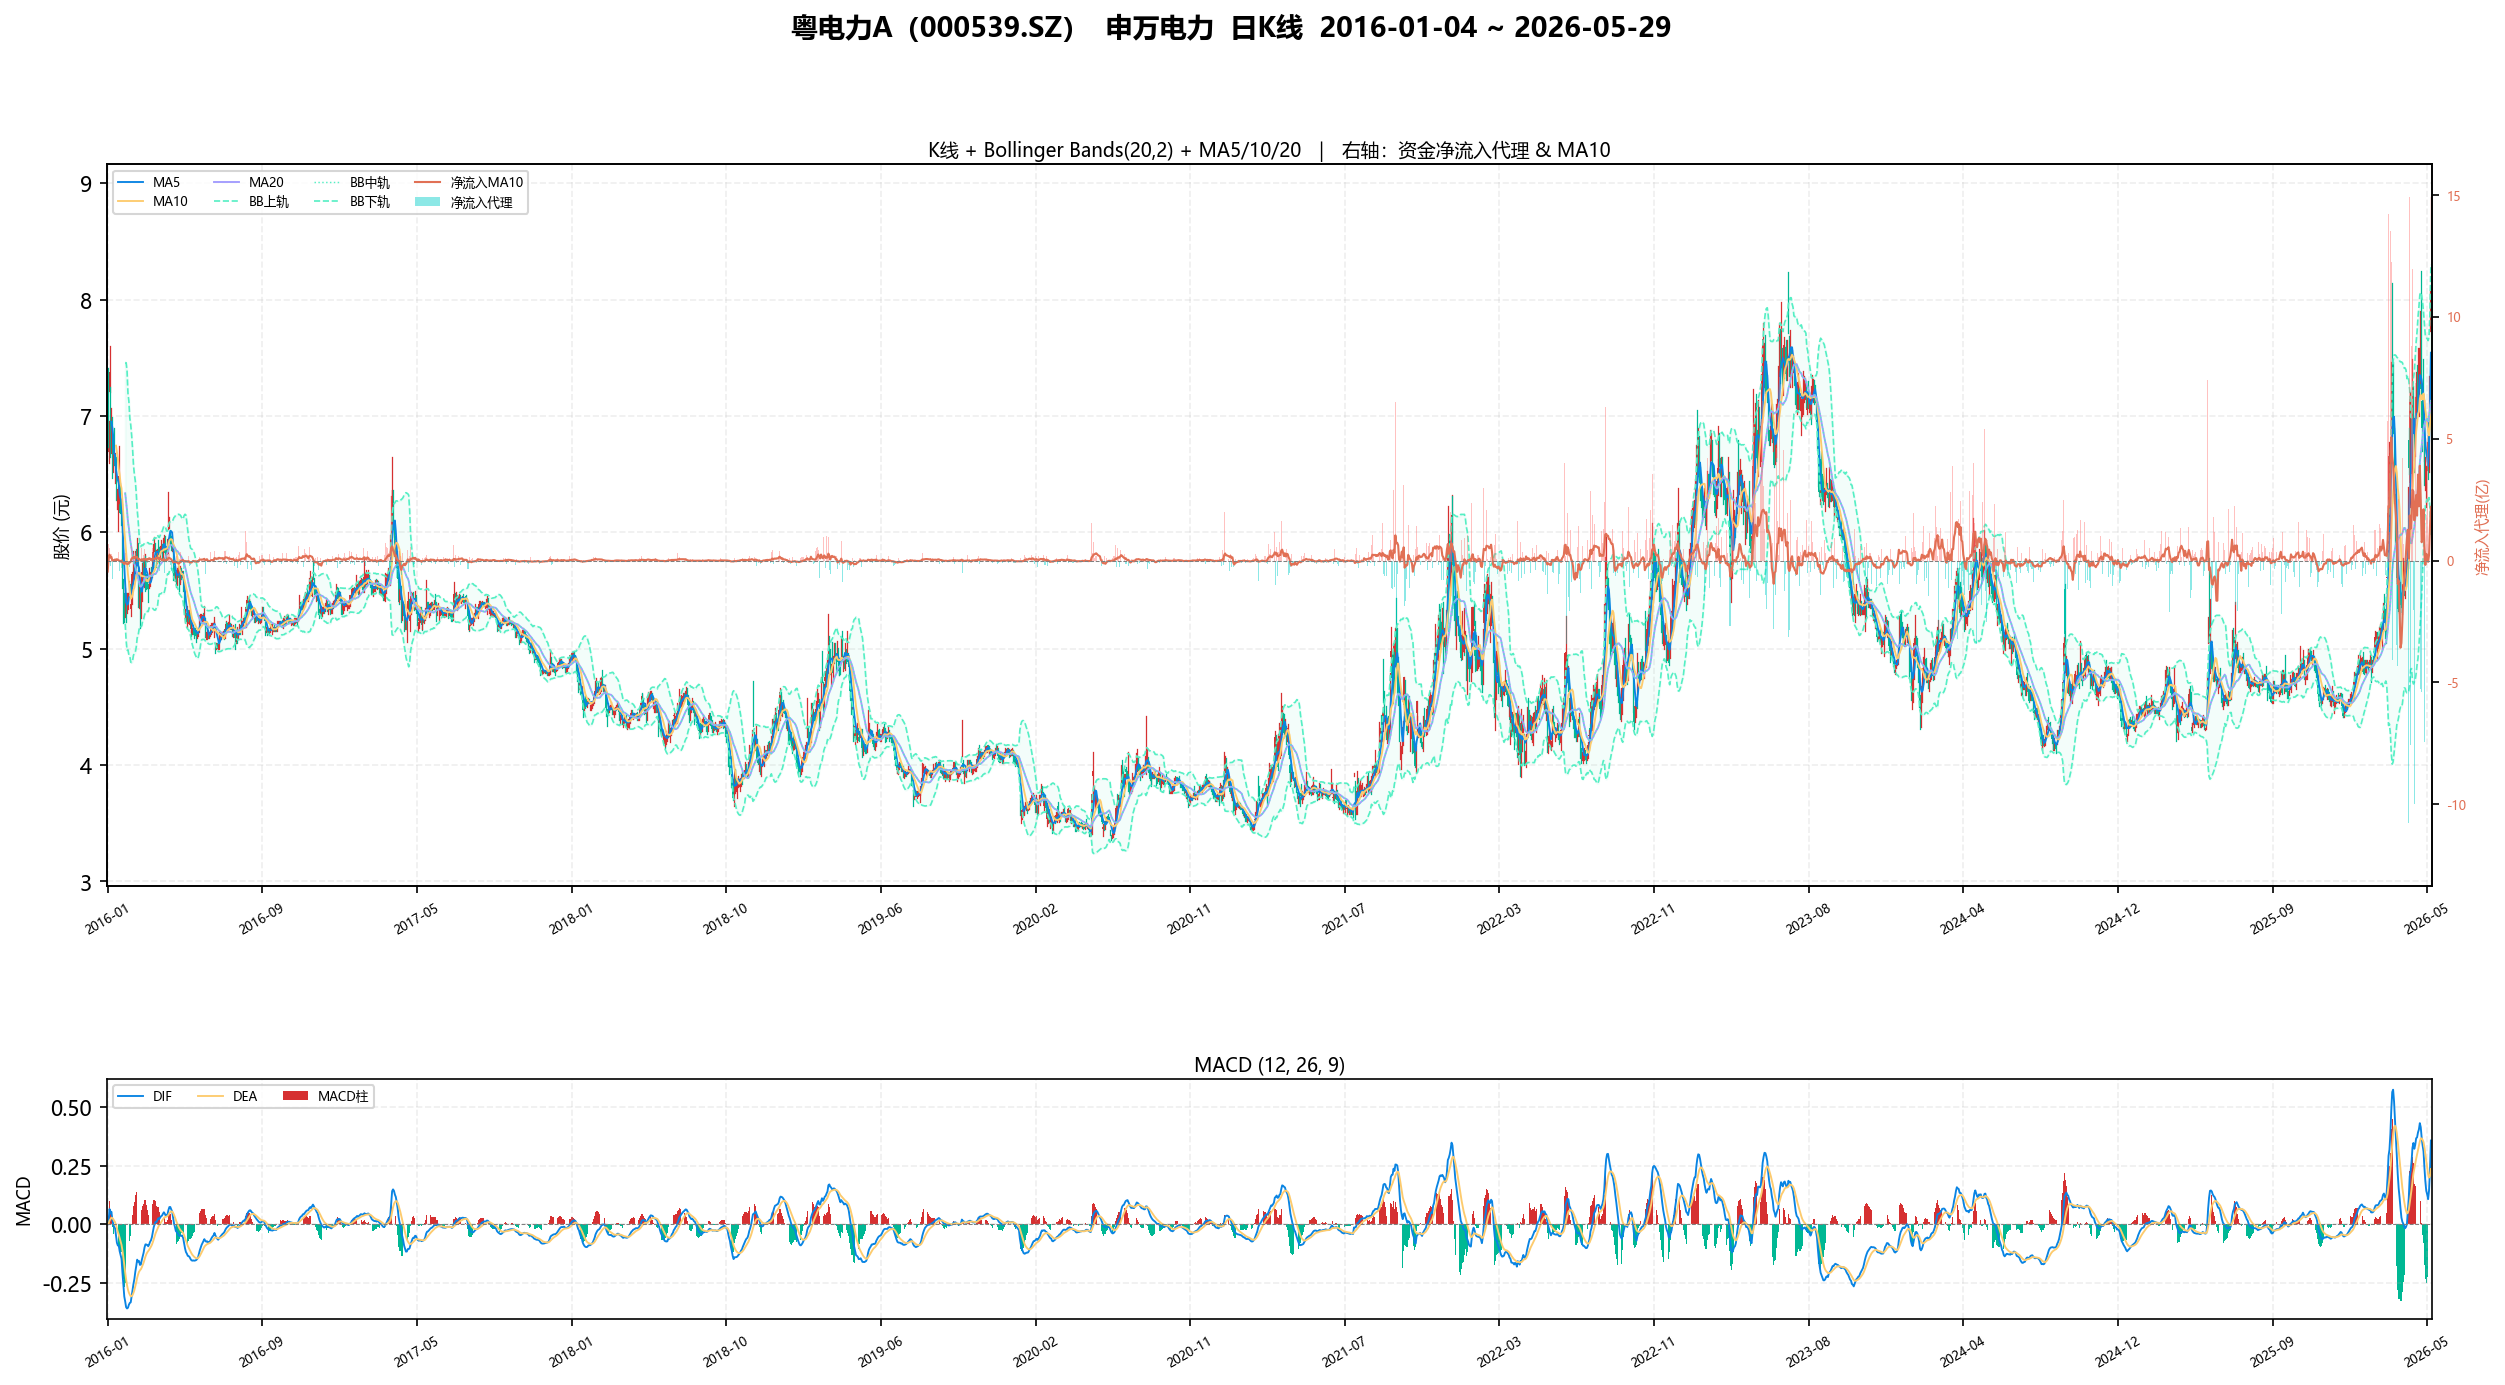 粤电力A（000539.SZ） 申万电力 日K线 2016-01-04 ~ 2026-05-29
K线 + Bollinger Bands(20,2) + MA5/10/20 | 右轴：资金净流入代理 & MA10
MA5 MA20 BB中轨 净流入MA10
MA10 BB上轨 BB下轨 净流入代理
9
8
7
6
5
4
3
股价 (元)
15
10
5
0
-5
-10
净流入代理(亿)
2016-01 2016-09 2017-05 2018-01 2018-10 2019-06 2020-02 2020-11 2021-07 2022-03 2022-11 2023-08 2024-04 2024-12 2025-09 2026-05
MACD (12, 26, 9)
DIF DEA MACD柱
0.50
0.25
0.00
-0.25
MACD
2016-01 2016-09 2017-05 2018-01 2018-10 2019-06 2020-02 2020-11 2021-07 2022-03 2022-11 2023-08 2024-04 2024-12 2025-09 2026-05